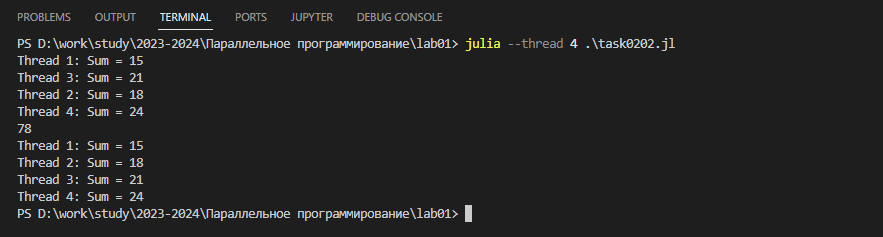 PROBLEMS OUTPUT TERMINAL PORTS JUPYTER DEBUG CONSOLE
PS D:\work\study\2023-2024\Параллельное программирование\lab01> julia --thread 4 .\task0202.jl
Thread 1: Sum = 15
Thread 3: Sum = 21
Thread 2: Sum = 18
Thread 4: Sum = 24
78
Thread 1: Sum = 15
Thread 2: Sum = 18
Thread 3: Sum = 21
Thread 4: Sum = 24
PS D:\work\study\2023-2024\Параллельное программирование\lab01>